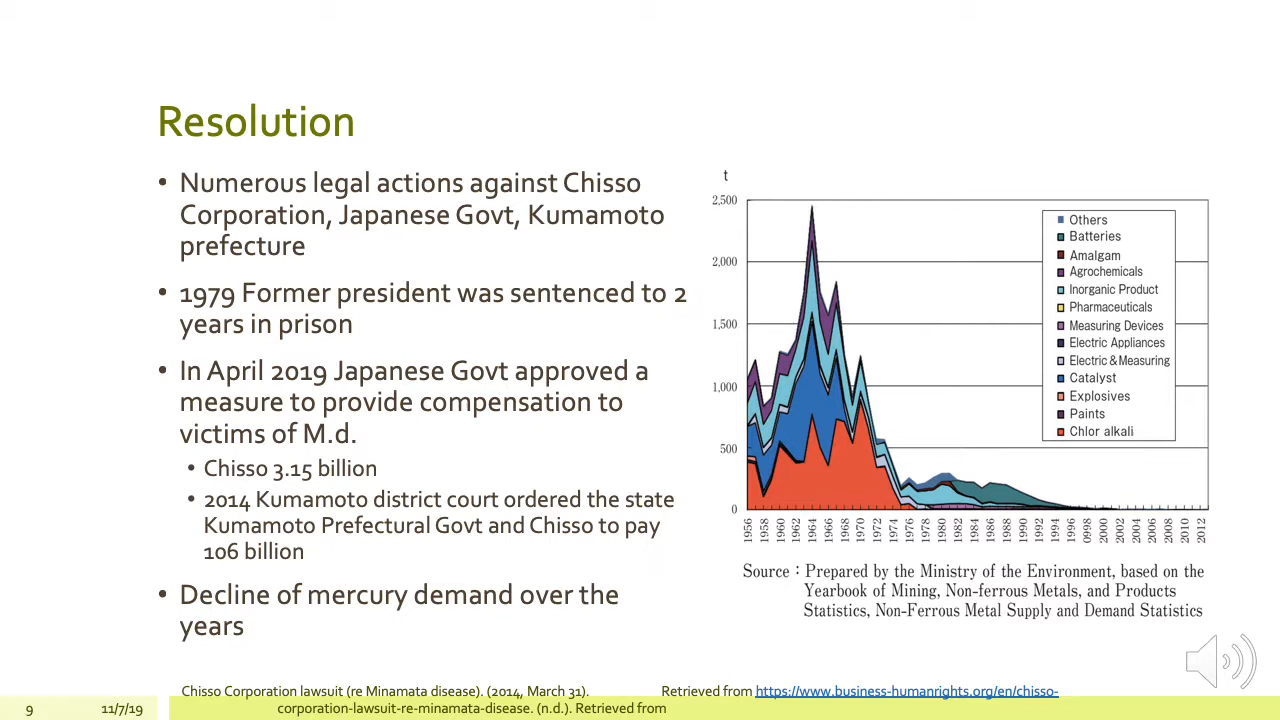 Resolution
• Numerous legal actions against Chisso
Corporation, Japanese Govt, Kumamoto
prefecture
• 1979 Former president was sentenced to 2
years in prison
• In April 2019 Japanese Govt approved a
measure to provide compensation to
victims of M.d.
• Chisso 3.15 billion
• 2014 Kumamoto district court ordered the state
Kumamoto Prefectural Govt and Chisso to pay
106 billion
• Decline of mercury demand over the
years
t
2,500
2,000
1,500
1,000
500
0
Others
Batteries
Amalgam
Agrochemicals
Inorganic Product
Pharmaceuticals
Measuring Devices
Electric Appliances
Electric & Measuring
Catalyst
Explosives
Paints
Chlor alkali
1956 1958 1960 1962 1964 1966 1968 1970 1972 1974 1976 1978 1980 1982 1984 1986 1988 1990 1992 1994 1996 0998 2000 2002 2004 2006 2008 2010 2012
Source : Prepared by the Ministry of the Environment, based on the
Yearbook of Mining, Non-ferrous Metals, and Products
Statistics, Non-Ferrous Metal Supply and Demand Statistics
Chisso Corporation lawsuit (re Minamata disease). (2014, March 31). Retrieved from https://www.business-humanrights.org/en/chisso-
corporation-lawsuit-re-minamata-disease. (n.d.). Retrieved from
9 11/7/19